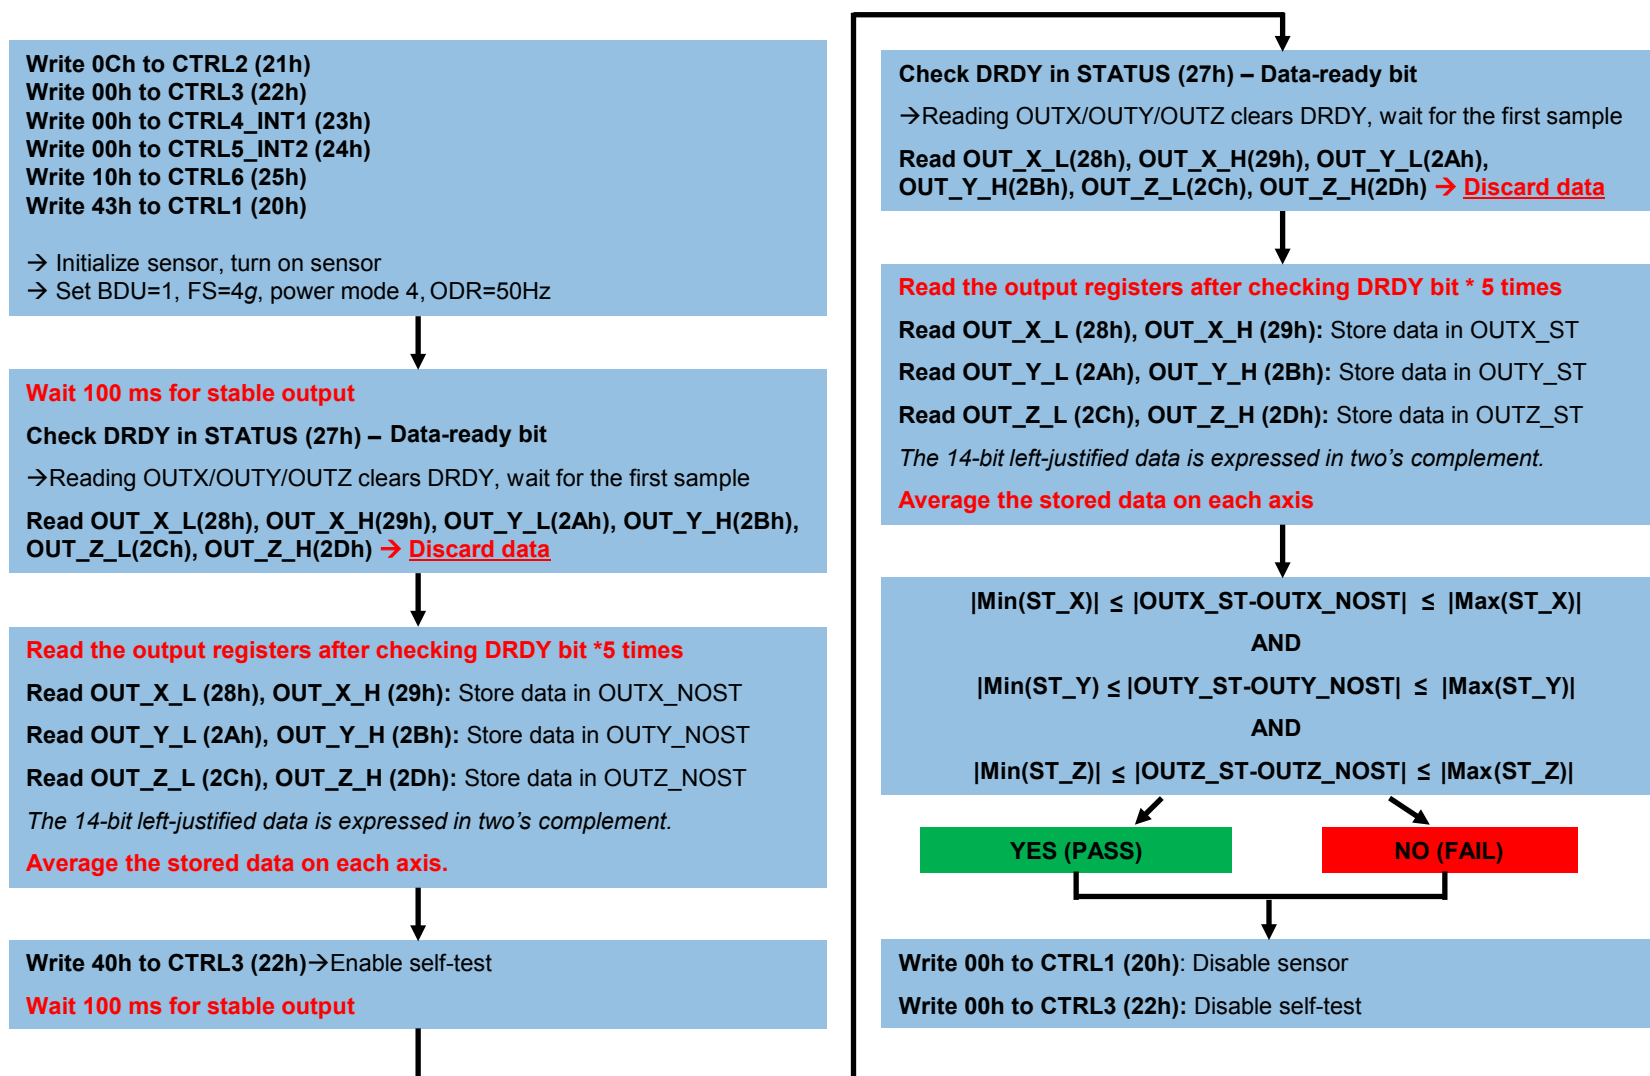 Write 0Ch to CTRL2 (21h)
Write 00h to CTRL3 (22h)
Write 00h to CTRL4_INT1 (23h)
Write 00h to CTRL5_INT2 (24h)
Write 10h to CTRL6 (25h)
Write 43h to CTRL1 (20h)
→ Initialize sensor, turn on sensor
→ Set BDU=1, FS=4g, power mode 4, ODR=50Hz
Wait 100 ms for stable output
Check DRDY in STATUS (27h) – Data-ready bit
→Reading OUTX/OUTY/OUTZ clears DRDY, wait for the first sample
Read OUT_X_L(28h), OUT_X_H(29h), OUT_Y_L(2Ah), OUT_Y_H(2Bh),
OUT_Z_L(2Ch), OUT_Z_H(2Dh) → Discard data
Read the output registers after checking DRDY bit *5 times
Read OUT_X_L (28h), OUT_X_H (29h): Store data in OUTX_NOST
Read OUT_Y_L (2Ah), OUT_Y_H (2Bh): Store data in OUTY_NOST
Read OUT_Z_L (2Ch), OUT_Z_H (2Dh): Store data in OUTZ_NOST
The 14-bit left-justified data is expressed in two's complement.
Average the stored data on each axis.
Write 40h to CTRL3 (22h)→Enable self-test
Wait 100 ms for stable output
Check DRDY in STATUS (27h) – Data-ready bit
→Reading OUTX/OUTY/OUTZ clears DRDY, wait for the first sample
Read OUT_X_L(28h), OUT_X_H(29h), OUT_Y_L(2Ah),
OUT_Y_H(2Bh), OUT_Z_L(2Ch), OUT_Z_H(2Dh) → Discard data
Read the output registers after checking DRDY bit * 5 times
Read OUT_X_L (28h), OUT_X_H (29h): Store data in OUTX_ST
Read OUT_Y_L (2Ah), OUT_Y_H (2Bh): Store data in OUTY_ST
Read OUT_Z_L (2Ch), OUT_Z_H (2Dh): Store data in OUTZ_ST
The 14-bit left-justified data is expressed in two's complement.
Average the stored data on each axis
|Min(ST_X)| ≤ |OUTX_ST-OUTX_NOST| ≤ |Max(ST_X)|
AND
|Min(ST_Y) ≤ |OUTY_ST-OUTY_NOST| ≤ |Max(ST_Y)|
AND
|Min(ST_Z)| ≤ |OUTZ_ST-OUTZ_NOST| ≤ |Max(ST_Z)|
YES (PASS)
NO (FAIL)
Write 00h to CTRL1 (20h): Disable sensor
Write 00h to CTRL3 (22h): Disable self-test